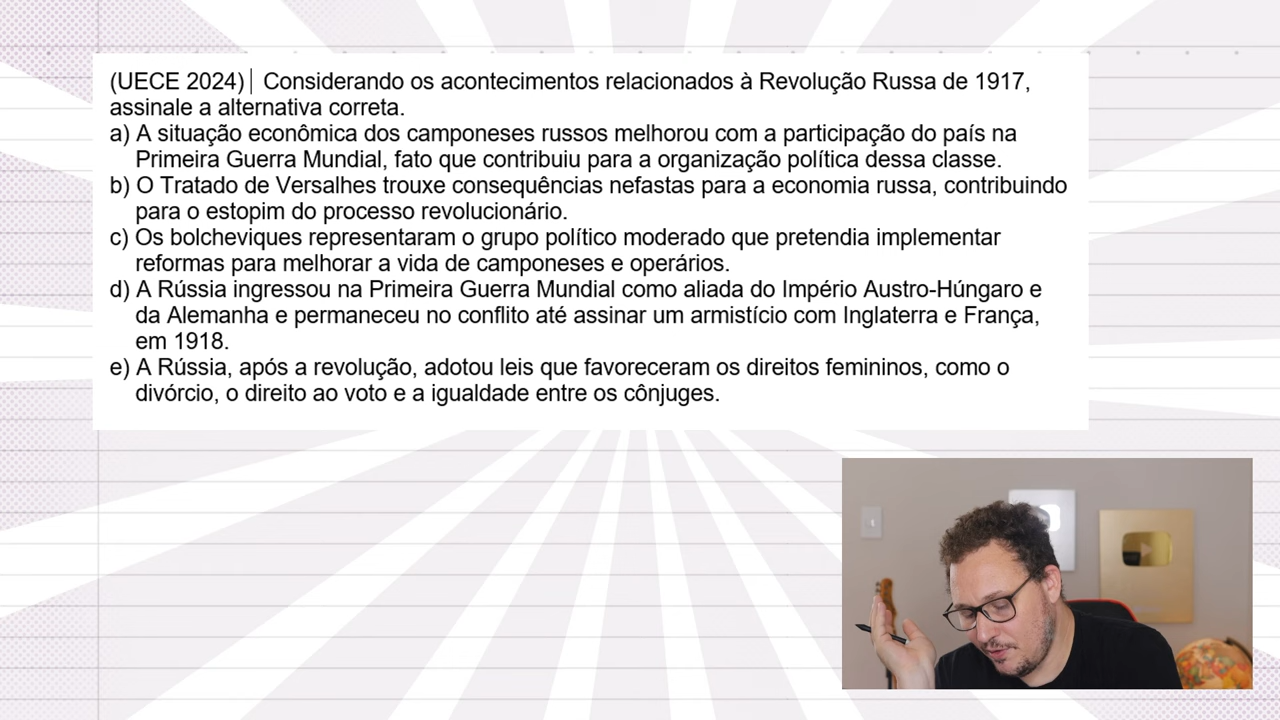 (UECE 2024)| Considerando os acontecimentos relacionados à Revolução Russa de 1917,
assinale a alternativa correta.
a) A situação econômica dos camponeses russos melhorou com a participação do país na
Primeira Guerra Mundial, fato que contribuiu para a organização política dessa classe.
b) O Tratado de Versalhes trouxe consequências nefastas para a economia russa, contribuindo
para o estopim do processo revolucionário.
c) Os bolcheviques representaram o grupo político moderado que pretendia implementar
reformas para melhorar a vida de camponeses e operários.
d) A Rússia ingressou na Primeira Guerra Mundial como aliada do Império Austro-Húngaro e
da Alemanha e permaneceu no conflito até assinar um armistício com Inglaterra e França,
em 1918.
e) A Rússia, após a revolução, adotou leis que favoreceram os direitos femininos, como o
divórcio, o direito ao voto e a igualdade entre os cônjuges.